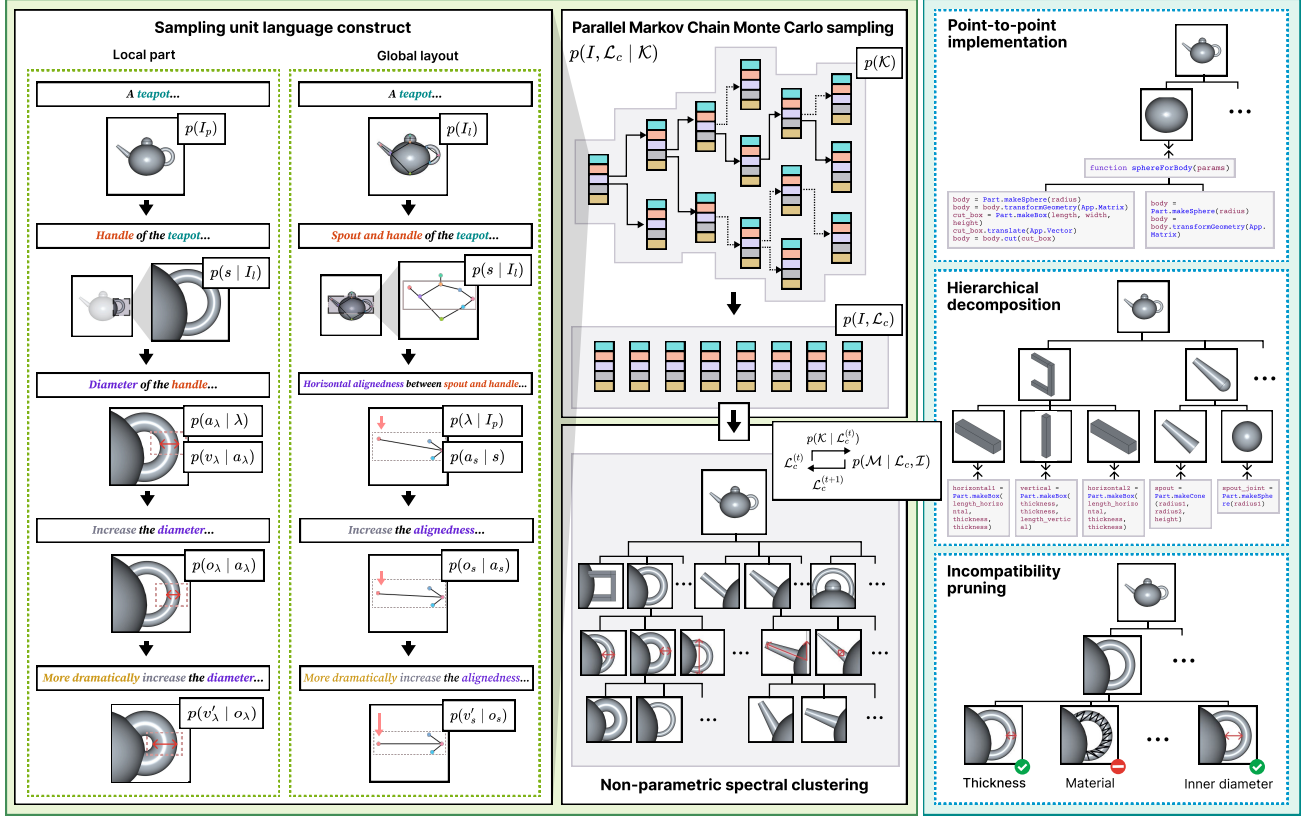 Sampling unit language construct
Local part
A teapot...
p(I_p)
Handle of the teapot...
p(s | I_l)
Diameter of the handle...
p(a_λ | λ)
p(v_λ | a_λ)
Increase the diameter...
p(o_λ | a_λ)
More dramatically increase the diameter...
p(v'_λ | o_λ)
Global layout
A teapot...
p(I_l)
Spout and handle of the teapot...
p(s | I_l)
Horizontal alignedness between spout and handle...
p(λ | I_p)
p(a_s | s)
Increase the alignedness...
p(o_s | a_s)
More dramatically increase the alignedness...
p(v'_s | o_s)
Parallel Markov Chain Monte Carlo sampling
p(I, ℒ_c | 𝒦)
p(𝒦)
p(I, ℒ_c)
p(𝒦 | ℒ_c^(t))
ℒ_c^(t)
p(ℳ | ℒ_c, ℐ)
ℒ_c^(t+1)
...
...
...
...
...
...
...
Non-parametric spectral clustering
Point-to-point
implementation
...
function sphereForBody(params)
body = Part.makeSphere(radius)
body = body.transformGeometry(App.Matrix)
cut_box = Part.makeBox(length, width,
height)
cut_box.translate(App.Vector)
body = body.cut(cut_box)
body =
Part.makeSphere(radius)
body =
body.transformGeometry(App.
Matrix)
Hierarchical
decomposition
...
horizontal1 =
Part.makeBox(
length_horizo
ntal,
thickness,
thickness)
vertical =
Part.makeBox(
thickness,
thickness,
length_vertic
al)
horizontal2 =
Part.makeBox(
length_horizo
ntal,
thickness,
thickness)
spout =
Part.makeCone
(radius1,
radius2,
height)
spout_joint =
Part.makeSphe
re(radius)
Incompatibility
pruning
...
...
Thickness
Material
Inner diameter